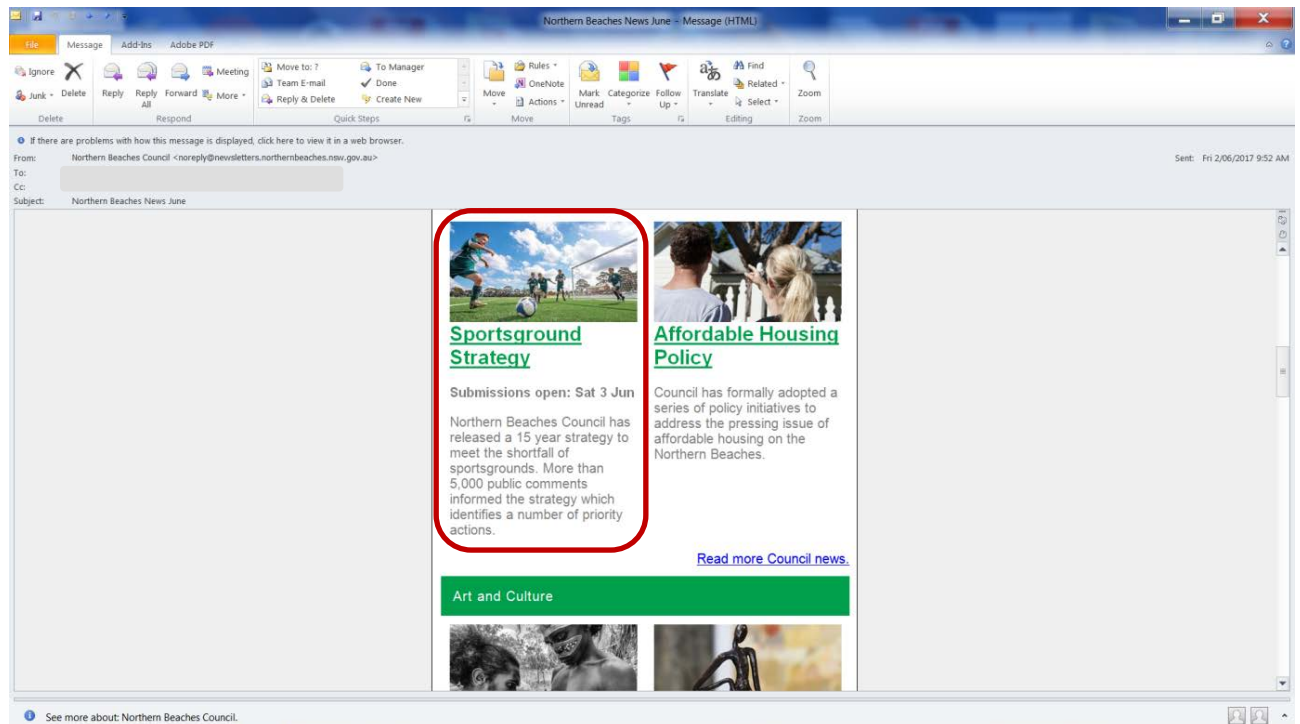 Northern Beaches News June - Message (HTML)
File Message Add-Ins Adobe PDF
Ignore
Junk
Delete
Delete
Reply
Reply All
Forward
Meeting
More
Respond
Move to: ?
Team E-mail
Reply & Delete
To Manager
Done
Create New
Quick Steps
Move
Rules
OneNote
Actions
Move
Mark Unread
Categorize
Follow Up
Tags
Translate
Find
Related
Select
Editing
Zoom
Zoom
If there are problems with how this message is displayed, click here to view it in a web browser.
From: Northern Beaches Council <noreply@newsletters.northernbeaches.nsw.gov.au>
Sent: Fri 2/06/2017 9:52 AM
To:
Cc:
Subject: Northern Beaches News June
Sportsground
Strategy
Submissions open: Sat 3 Jun
Northern Beaches Council has
released a 15 year strategy to
meet the shortfall of
sportsgrounds. More than
5,000 public comments
informed the strategy which
identifies a number of priority
actions.
Affordable Housing
Policy
Council has formally adopted a
series of policy initiatives to
address the pressing issue of
affordable housing on the
Northern Beaches.
Read more Council news.
Art and Culture
See more about: Northern Beaches Council.